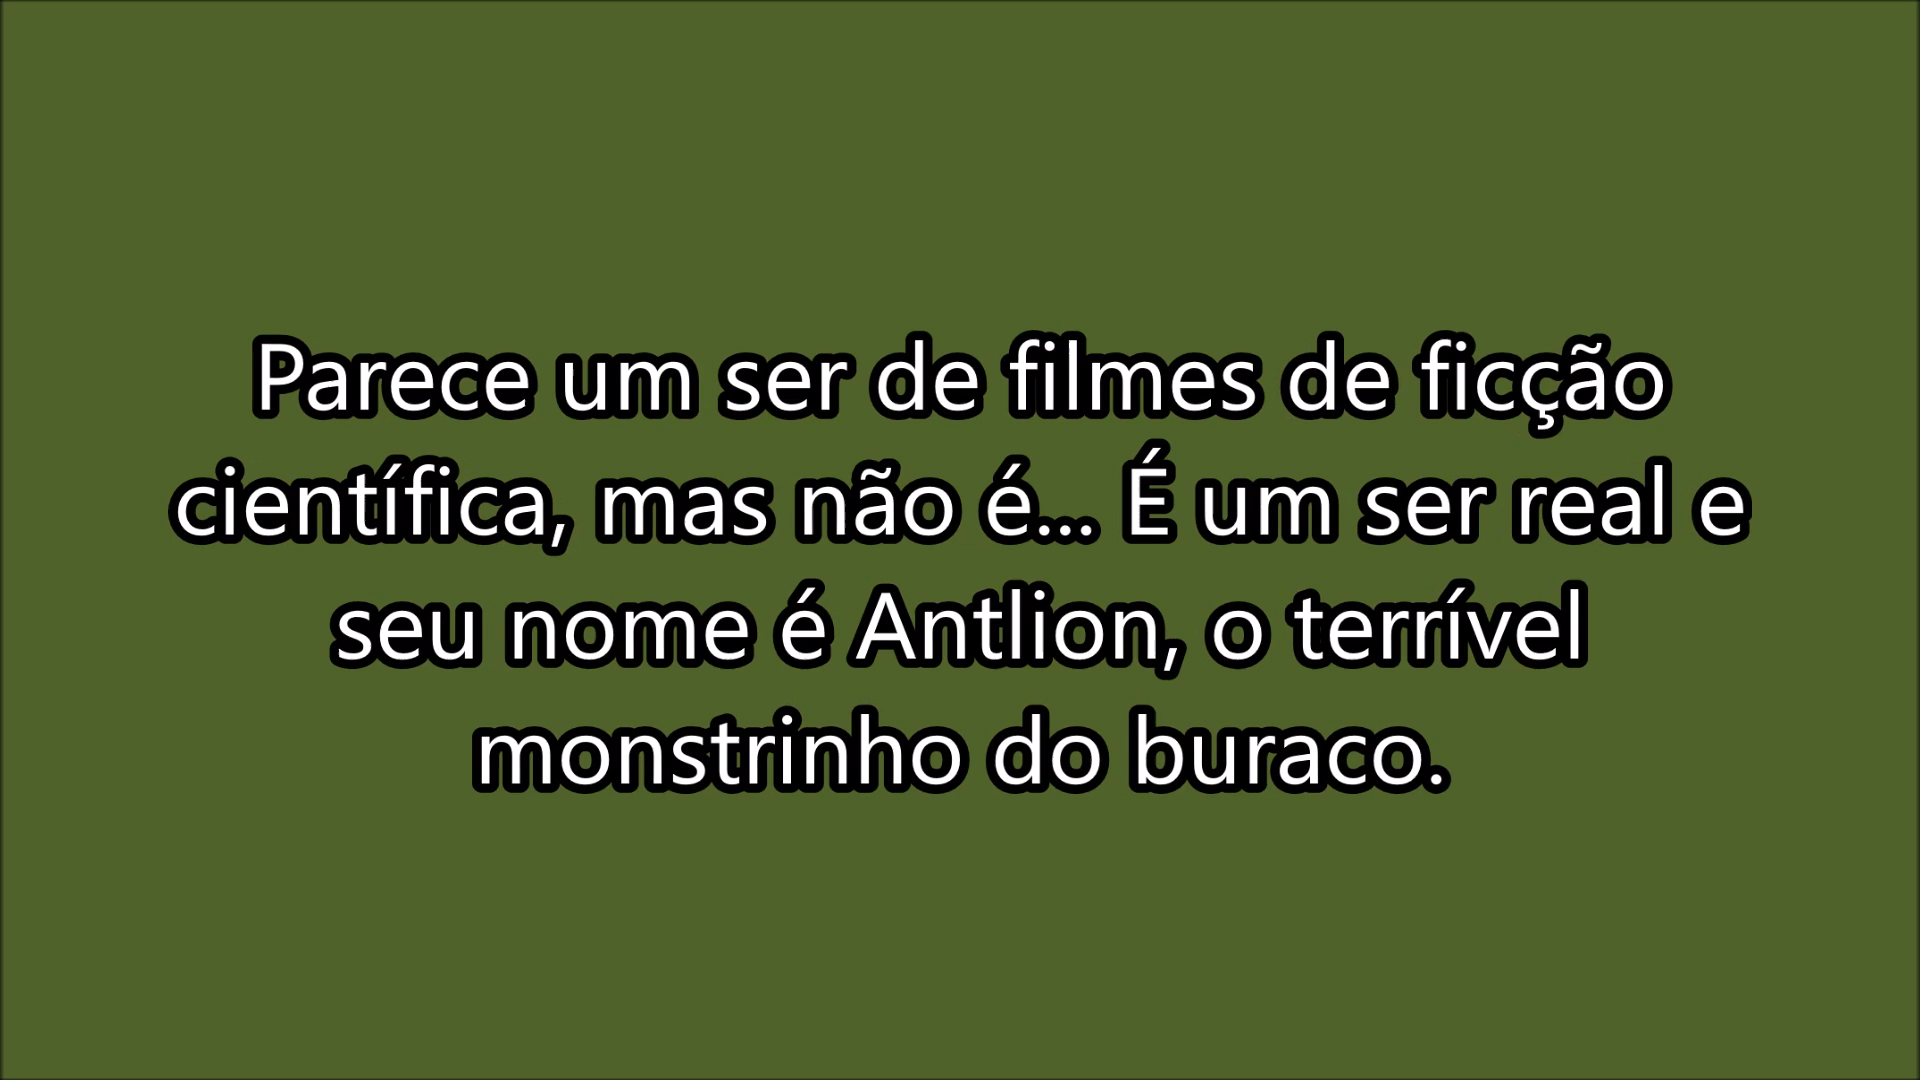 Parece um ser de filmes de ficção
científica, mas não é... É um ser real e
seu nome é Antlion, o terrível
monstrinho do buraco.